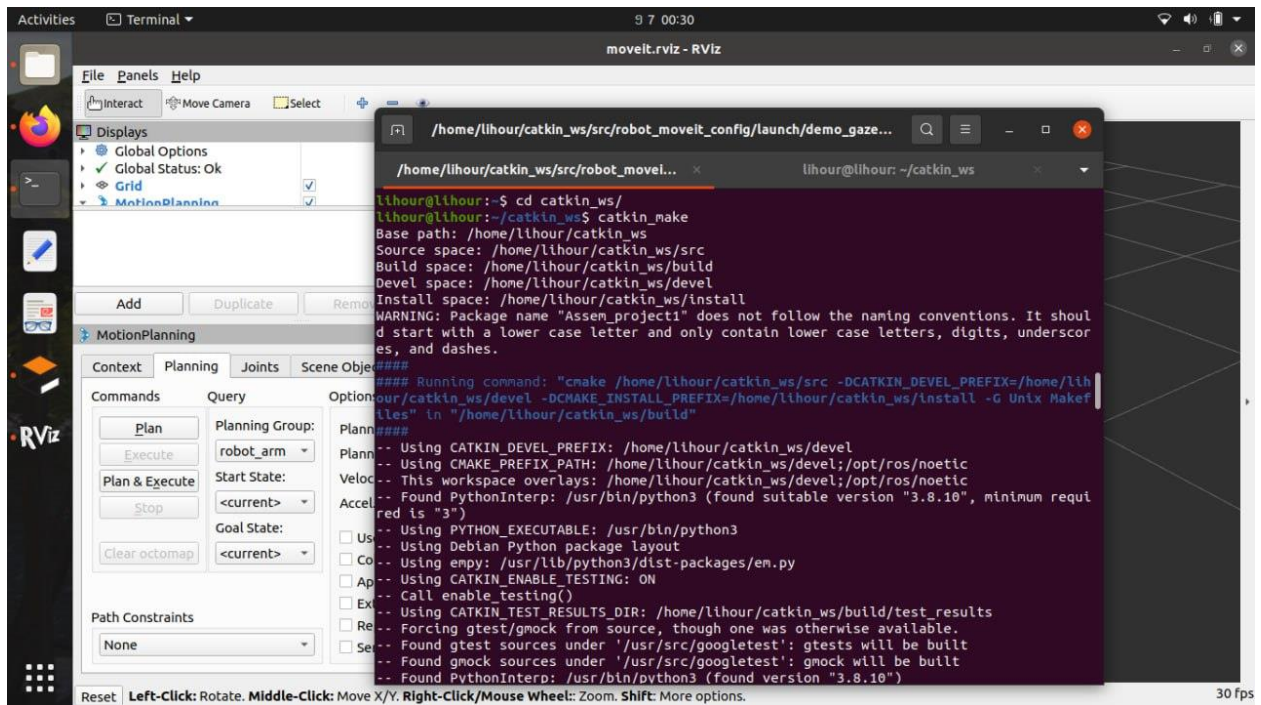 Activities
Terminal
9 7 00:30
moveit.rviz - RViz
File Panels Help
Interact Move Camera Select
Displays
Global Options
Global Status: Ok
Grid
MotionPlanning
Add Duplicate
MotionPlanning
Context Planning Joints Scene Obje
Commands Query Option
Plan Planning Group: Plann
Execute robot_arm Plann
Plan & Execute Start State: Veloc
Stop <current> Accel
Goal State:
Clear octomap <current>
Path Constraints
None
Reset Left-Click: Rotate. Middle-Click: Move X/Y. Right-Click/Mouse Wheel:: Zoom. Shift: More options.
30 fps
RViz
/home/lihour/catkin_ws/src/robot_moveit_config/launch/demo_gaze...
/home/lihour/catkin_ws/src/robot_movei... lihour@lihour: ~/catkin_ws
lihour@lihour:~$ cd catkin_ws/
lihour@lihour:~/catkin_ws$ catkin_make
Base path: /home/lihour/catkin_ws
Source space: /home/lihour/catkin_ws/src
Build space: /home/lihour/catkin_ws/build
Devel space: /home/lihour/catkin_ws/devel
Install space: /home/lihour/catkin_ws/install
WARNING: Package name "Assem_project1" does not follow the naming conventions. It shoul
d start with a lower case letter and only contain lower case letters, digits, underscor
es, and dashes.
####
#### Running command: "cmake /home/lihour/catkin_ws/src -DCATKIN_DEVEL_PREFIX=/home/lih
our/catkin_ws/devel -DCMAKE_INSTALL_PREFIX=/home/lihour/catkin_ws/install -G Unix Makef
iles" in "/home/lihour/catkin_ws/build"
####
-- Using CATKIN_DEVEL_PREFIX: /home/lihour/catkin_ws/devel
-- Using CMAKE_PREFIX_PATH: /home/lihour/catkin_ws/devel;/opt/ros/noetic
-- This workspace overlays: /home/lihour/catkin_ws/devel;/opt/ros/noetic
-- Found PythonInterp: /usr/bin/python3 (found suitable version "3.8.10", minimum requi
red is "3")
-- Using PYTHON_EXECUTABLE: /usr/bin/python3
-- Using Debian Python package layout
-- Using empy: /usr/lib/python3/dist-packages/em.py
-- Using CATKIN_ENABLE_TESTING: ON
-- Call enable_testing()
-- Using CATKIN_TEST_RESULTS_DIR: /home/lihour/catkin_ws/build/test_results
-- Forcing gtest/gmock from source, though one was otherwise available.
-- Found gtest sources under '/usr/src/googletest': gtests will be built
-- Found gmock sources under '/usr/src/googletest': gmock will be built
-- Found PythonInterp: /usr/bin/python3 (found version "3.8.10")